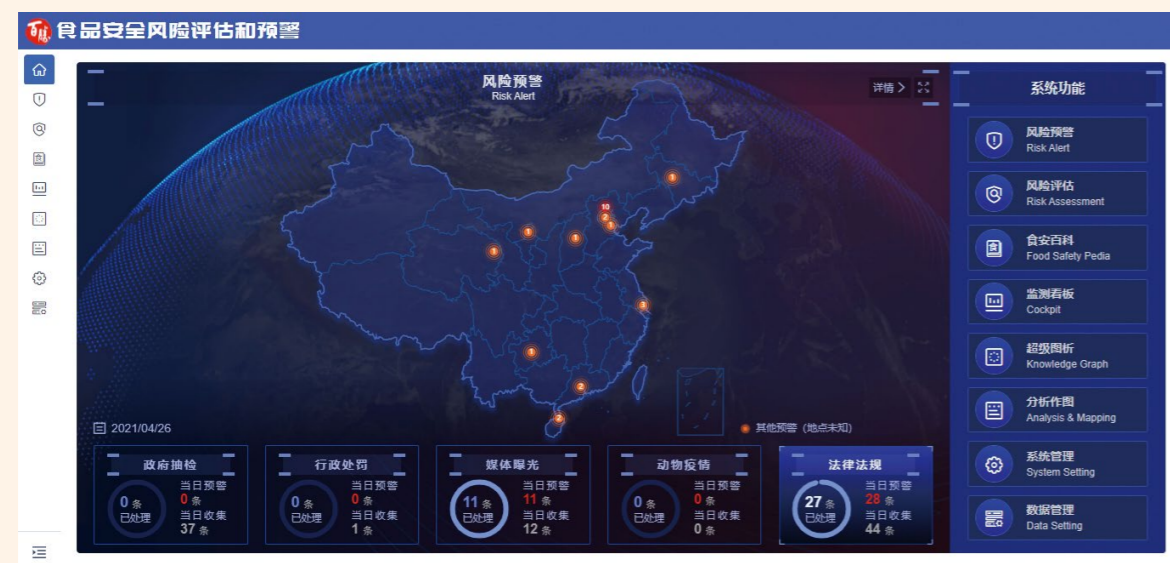 百胜 食品安全风险评估和预警
风险预警
Risk Alert
详情 >
10
1
2
1
1
1
1
3
1
2
2
2021/04/26
其他预警 (地点未知)
政府抽检
0 条
已处理
当日预警
0 条
当日收集
37 条
行政处罚
0 条
已处理
当日预警
0 条
当日收集
1 条
媒体曝光
11 条
已处理
当日预警
11 条
当日收集
12 条
动物疫情
0 条
已处理
当日预警
0 条
当日收集
0 条
法律法规
27 条
已处理
当日预警
28 条
当日收集
44 条
系统功能
风险预警
Risk Alert
风险评估
Risk Assessment
食安百科
Food Safety Pedia
监测看板
Cockpit
超级图析
Knowledge Graph
分析作图
Analysis & Mapping
系统管理
System Setting
数据管理
Data Setting